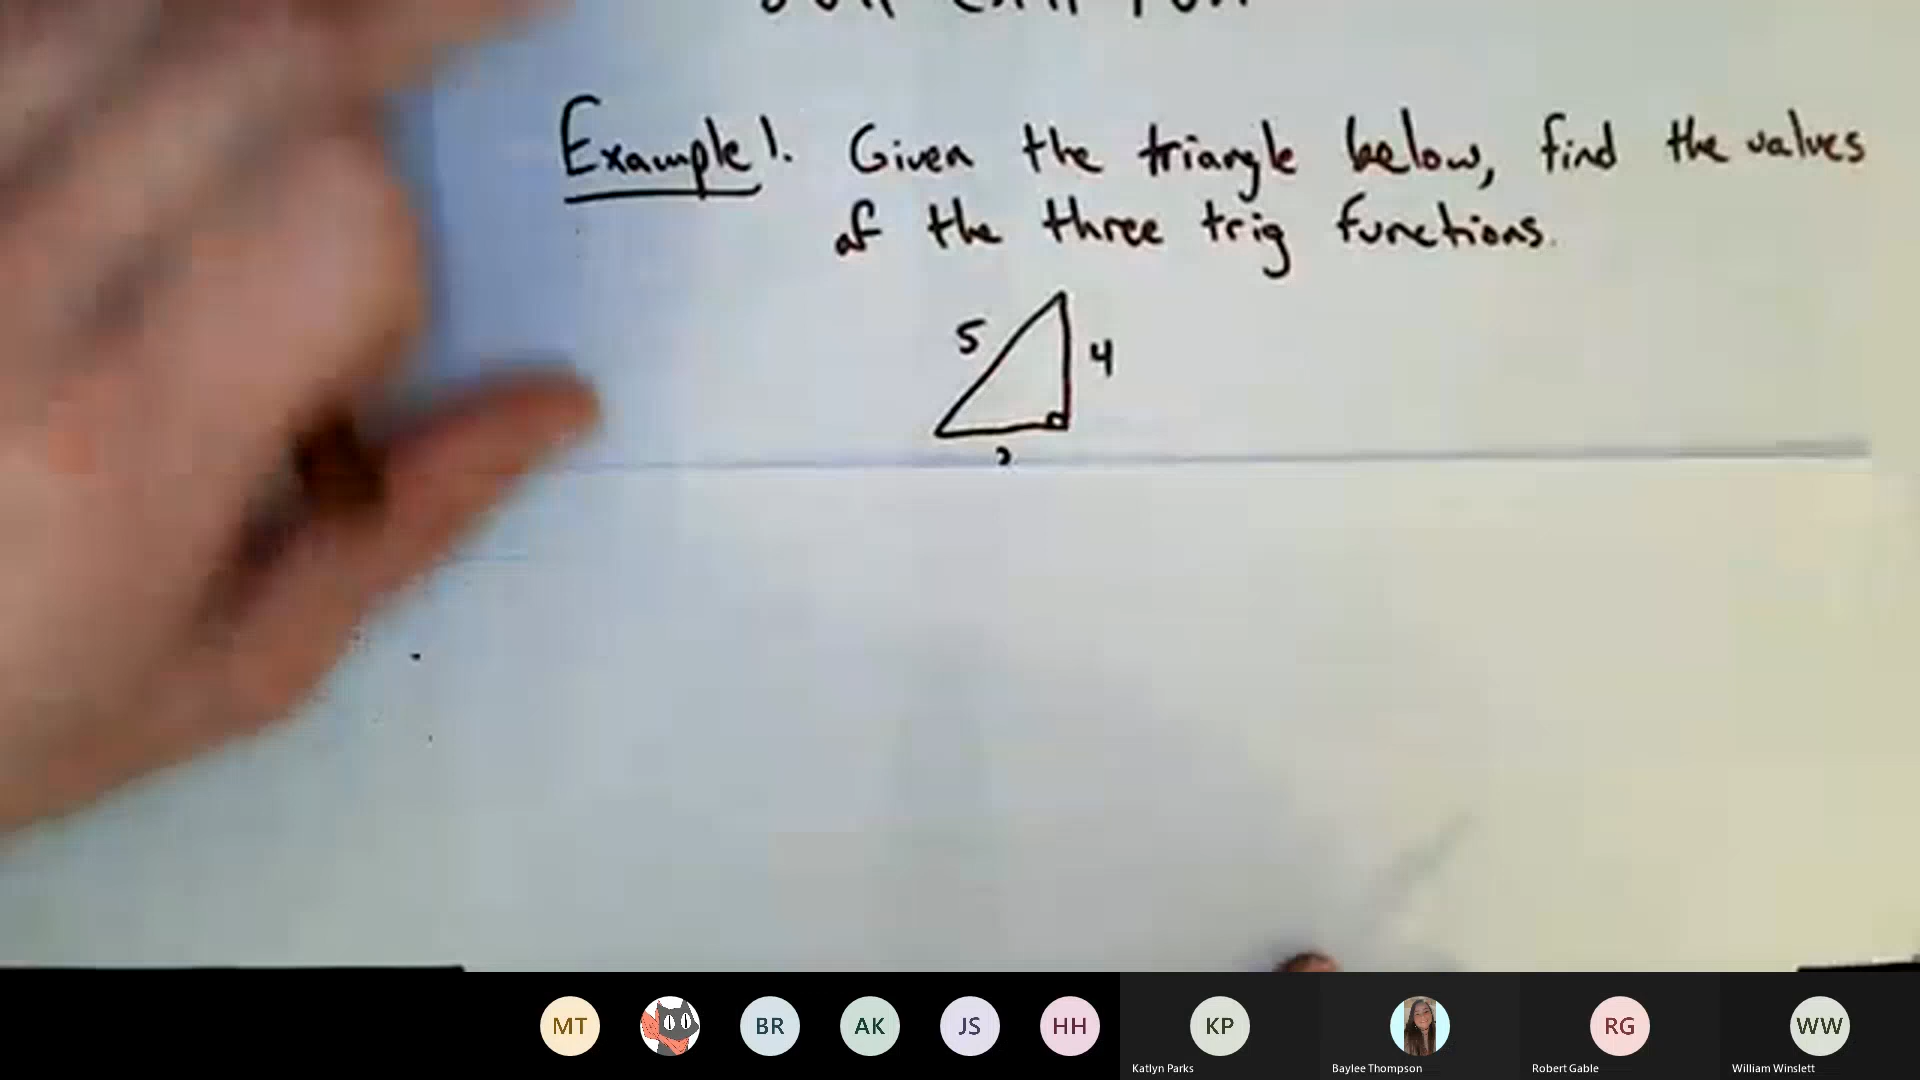 Example 1. Given the triangle below, find the values
of the three trig functions.
5
4
MT
BR
AK
JS
HH
KP
RG
WW
Katlyn Parks
Baylee Thompson
Robert Gable
William Winslett